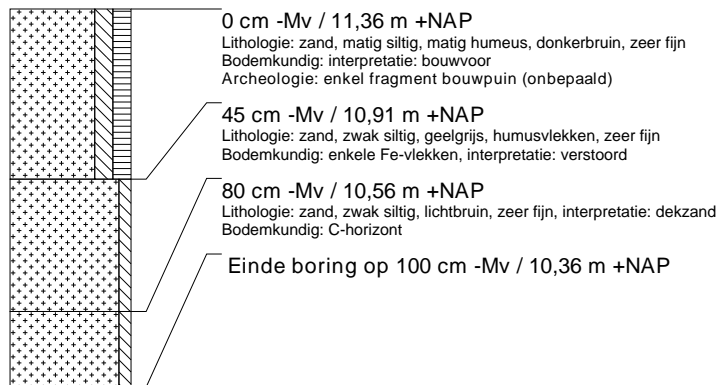 0 cm -Mv / 11,36 m +NAP
Lithologie: zand, matig siltig, matig humeus, donkerbruin, zeer fijn
Bodemkundig: interpretatie: bouwvoor
Archeologie: enkel fragment bouwpuin (onbepaald)
45 cm -Mv / 10,91 m +NAP
Lithologie: zand, zwak siltig, geelgrijs, humusvlekken, zeer fijn
Bodemkundig: enkele Fe-vlekken, interpretatie: verstoord
80 cm -Mv / 10,56 m +NAP
Lithologie: zand, zwak siltig, lichtbruin, zeer fijn, interpretatie: dekzand
Bodemkundig: C-horizont
Einde boring op 100 cm -Mv / 10,36 m +NAP